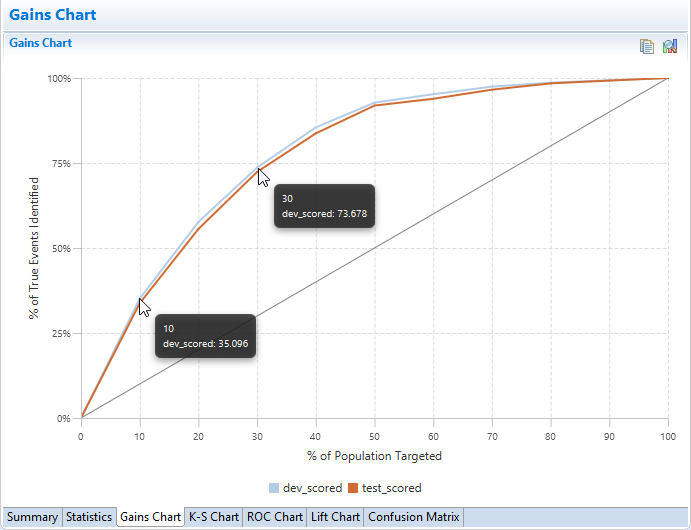 Gains Chart
Gains Chart
% of True Events Identified
100%
75%
50%
25%
0%
30
dev_scored: 73.678
10
dev_scored: 35.096
0 10 20 30 40 50 60 70 80 90 100
% of Population Targeted
dev_scored test_scored
Summary Statistics Gains Chart K-S Chart ROC Chart Lift Chart Confusion Matrix